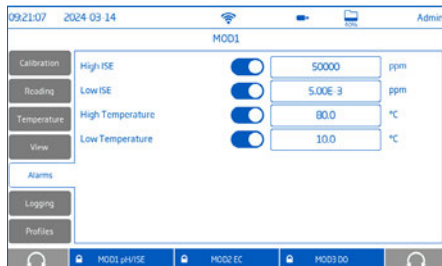 09:21:07 2024-03-14 40% Admin
MOD1
Calibration
High ISE 50000 ppm
Reading
Low ISE 5.00E-3 ppm
Temperature
High Temperature 80.0 °C
View
Low Temperature 10.0 °C
Alarms
Logging
Profiles
MOD1 pH/ISE MOD2 EC MOD3 DO